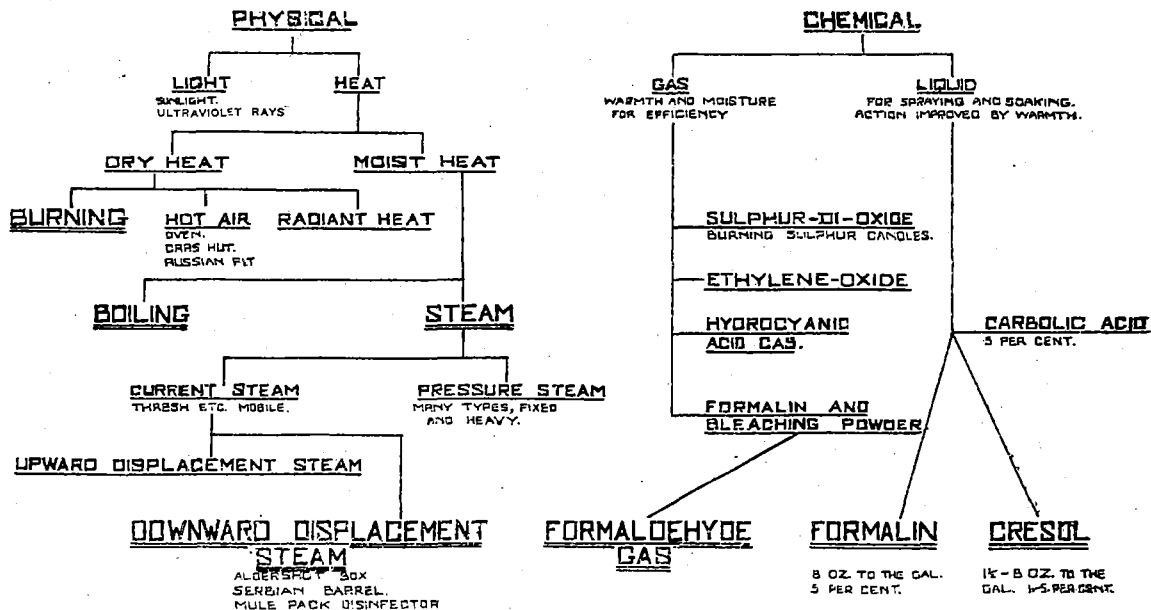 PHYSICAL
LIGHT
SUNLIGHT.
ULTRAVIOLET RAYS
HEAT
DRY HEAT
MOIST HEAT
BURNING
HOT AIR
OVEN.
HUT.
RUSSIAN PIT
RADIANT HEAT
BOILING
STEAM
CURRENT STEAM
THRESH ETC. MOBILE.
PRESSURE STEAM
MANY TYPES, FIXED
AND HEAVY.
UPWARD DISPLACEMENT STEAM
DOWNWARD DISPLACEMENT
STEAM
ALDERSHOT BOX
SERBIAN BARREL.
MULE PACK DISINFECTOR
CHEMICAL
GAS
WARMTH AND MOISTURE
FOR EFFICIENCY
LIQUID
FOR SPRAYING AND SOAKING.
ACTION IMPROVED BY WARMTH.
SULPHUR-DI-OXIDE
BURNING SULPHUR CANDLES.
ETHYLENE-OXIDE
HYDROCYANIC
ACID GAS.
FORMALIN AND
BLEACHING POWDER
CARBOLIC ACID
5 PER CENT.
FORMALDEHYDE
GAS
FORMALIN
8 OZ. TO THE GAL.
5 PER CENT.
CRESOL
8 OZ. TO THE
GAL. PER CENT.